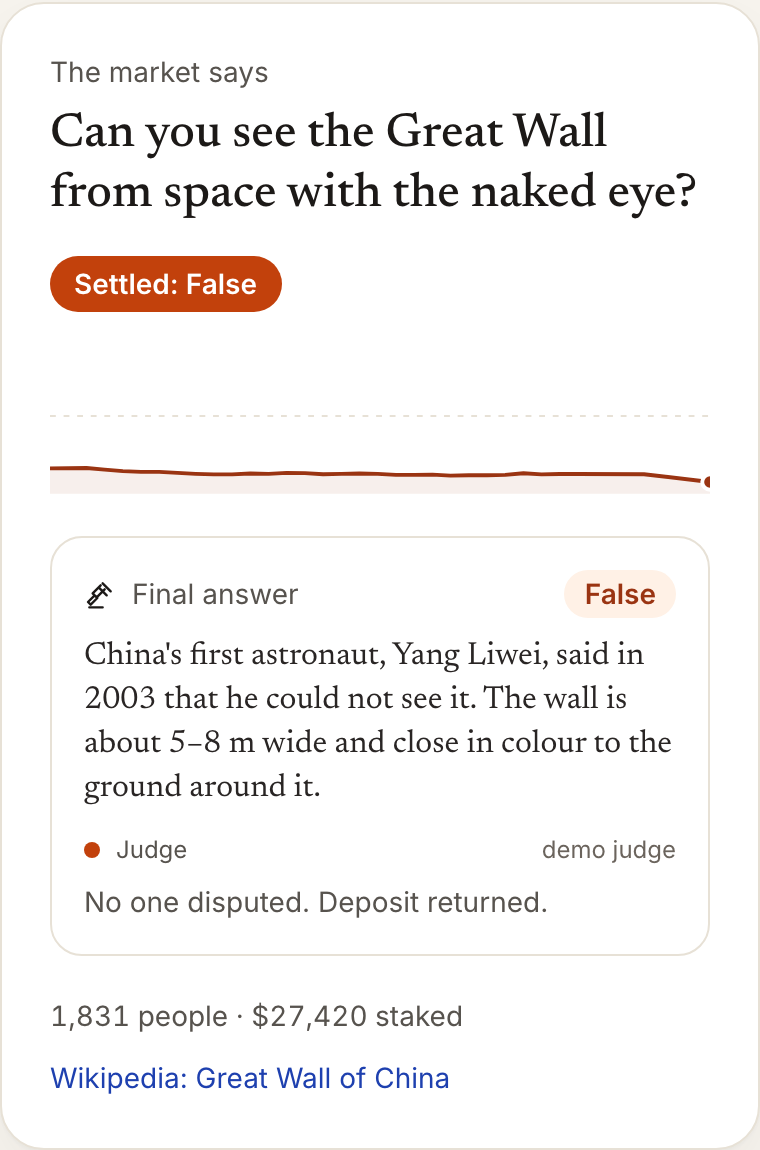 The market says
Can you see the Great Wall
from space with the naked eye?
Settled: False
Final answer
False
China's first astronaut, Yang Liwei, said in
2003 that he could not see it. The wall is
about 5–8 m wide and close in colour to the
ground around it.
Judge
demo judge
No one disputed. Deposit returned.
1,831 people · $27,420 staked
Wikipedia: Great Wall of China